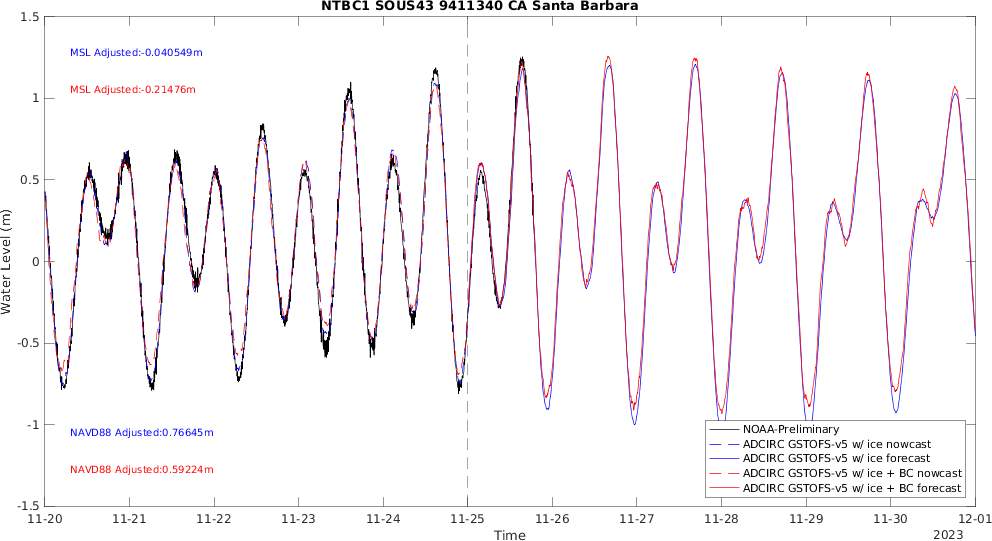 NTBC1 SOUS43 9411340 CA Santa Barbara
1.5
MSL Adjusted:-0.040549m
1
MSL Adjusted:-0.21476m
0.5
Water Level (m)
0
-0.5
-1
NAVD88 Adjusted:0.76645m
NAVD88 Adjusted:0.59224m
NOAA-Preliminary
ADCIRC GSTOFS-v5 w/ ice nowcast
ADCIRC GSTOFS-v5 w/ ice forecast
ADCIRC GSTOFS-v5 w/ ice + BC nowcast
ADCIRC GSTOFS-v5 w/ ice + BC forecast
-1.5
11-20 11-21 11-22 11-23 11-24 11-25 11-26 11-27 11-28 11-29 11-30 12-01
Time
2023